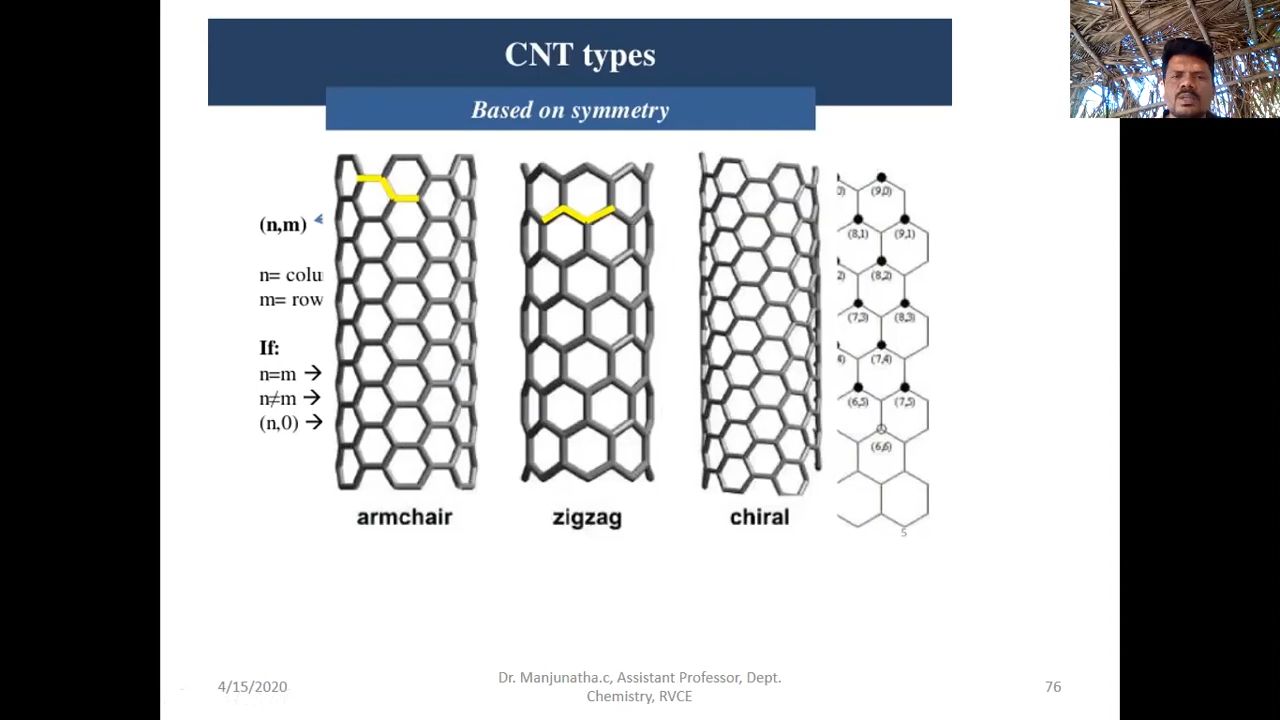 CNT types
Based on symmetry
(n,m)
n= colu
m= row
If:
n=m →
n≠m →
(n,0) →
armchair
zigzag
chiral
(9,0)
(8,1) (9,1)
(8,2)
(7,3) (8,3)
(7,4)
(6,5) (7,5)
(6,6)
5
4/15/2020
Dr. Manjunatha.c, Assistant Professor, Dept.
Chemistry, RVCE
76